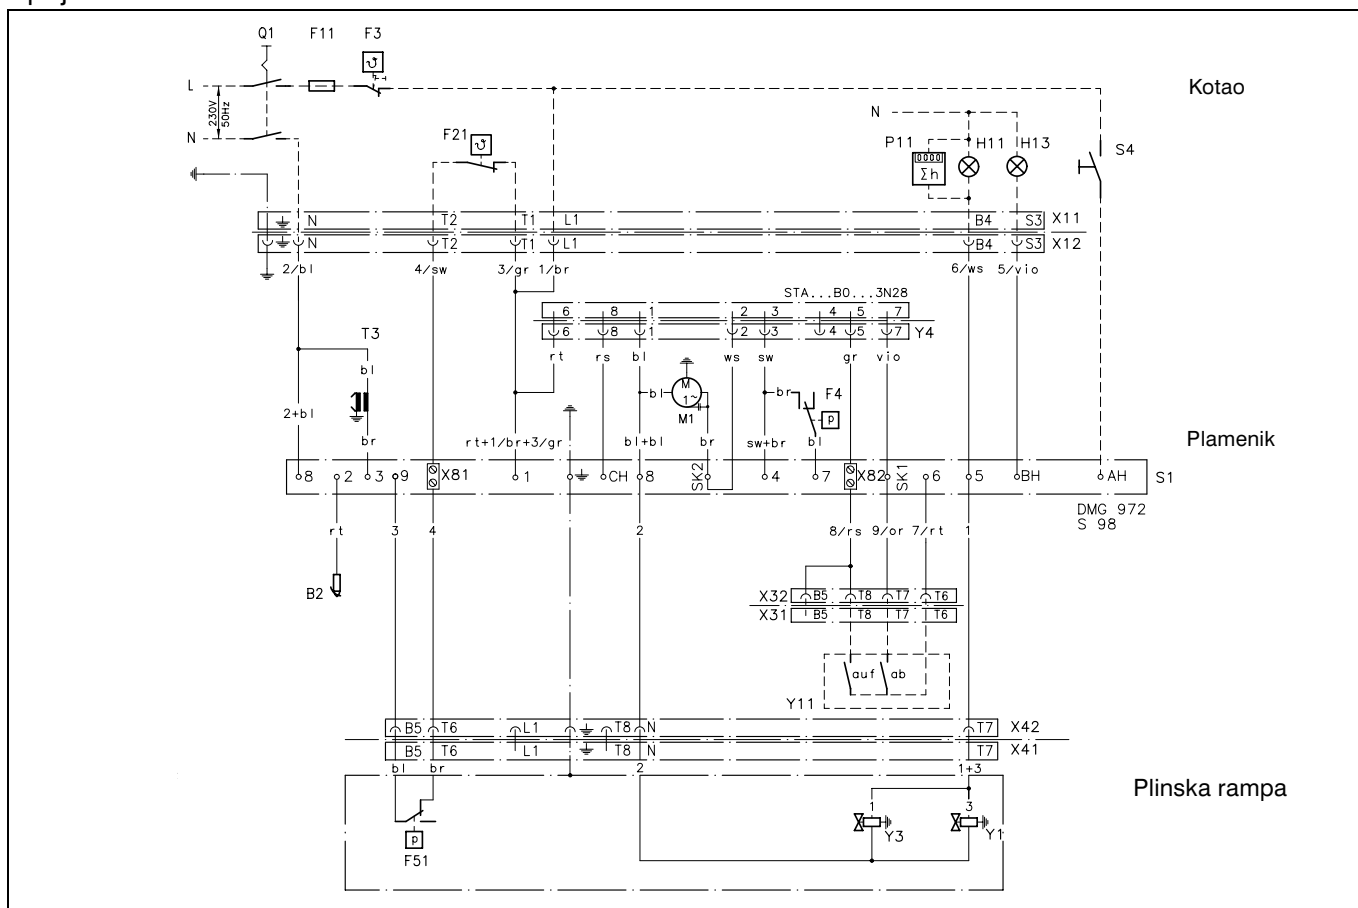 Q1 F11 F3
Kotao
L
230V
50Hz
N
F21
N
P11 H11 H13
0000
Σh
S4
N T2 T1 L1 B4 S3 X11
N T2 T1 L1 B4 S3 X12
2/bl 4/sw 3/gr 1/br 6/ws 5/vio
STA...BO...3N28
6 8 1 2 3 4 5 7
6 8 1 2 3 4 5 7 Y4
T3
rt rs bl ws sw gr vio
bl
M
1~
M1
bl
br
F4
p
2+bl
br
rt+1/br+3/gr
bl+bl
br
sw+br
bl
Plamenik
8 2 3 9 X81 1 CH 8 SK2 4 7 X82 SK1 6 5 BH AH S1
DMG 972
S 98
rt 3 4 2 8/rs 9/or 7/rt 1
B2
X32 B5 T8 T7 T6
X31 B5 T8 T7 T6
auf ab
Y11
B5 T6 L1 T8 N T7 X42
B5 T6 L1 T8 N T7 X41
bl br 2 1+3
Plinska rampa
1 3
Y3 Y1
p
F51